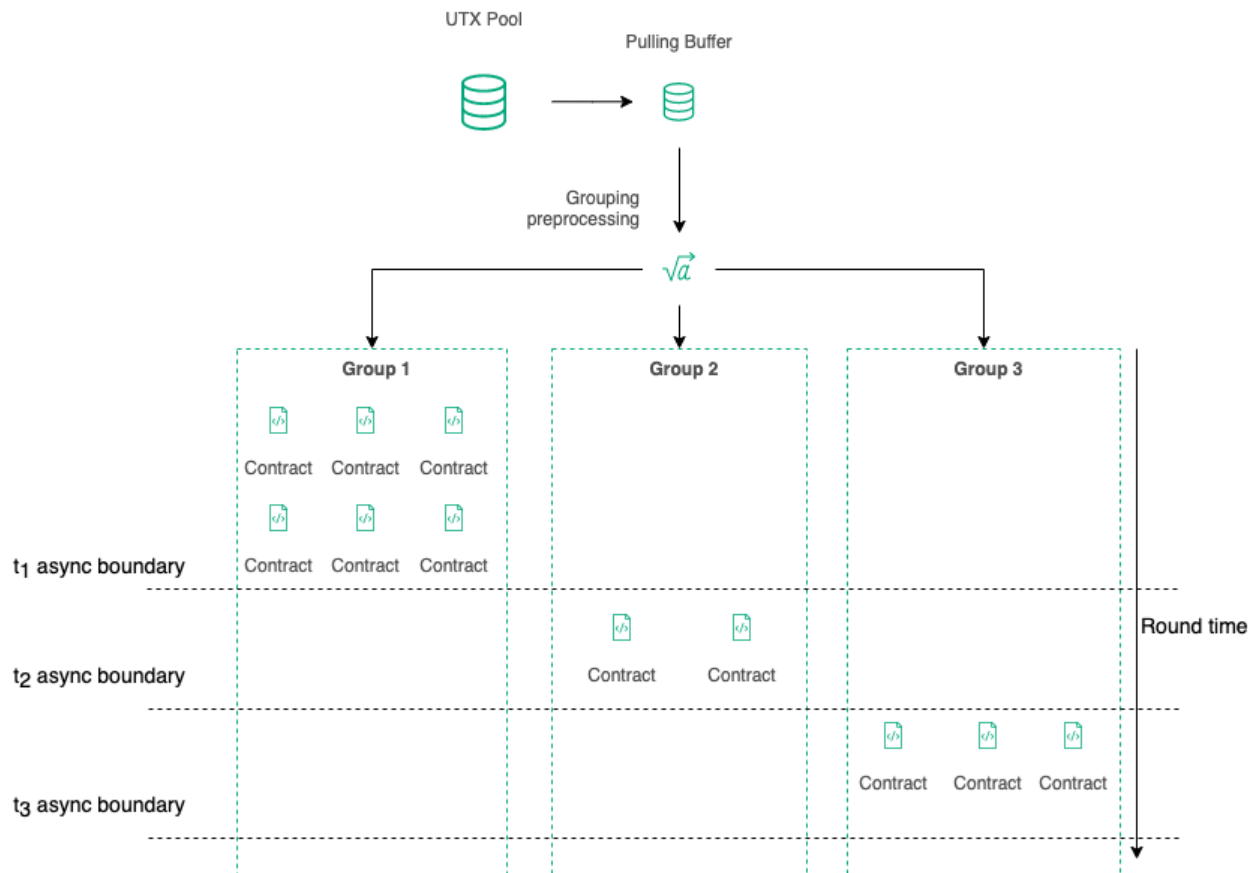 UTX Pool
Pulling Buffer
Grouping
preprocessing
√a
Group 1
Group 2
Group 3
Contract Contract Contract
Contract Contract Contract
t1 async boundary
Round time
Contract Contract
t2 async boundary
Contract Contract Contract
t3 async boundary